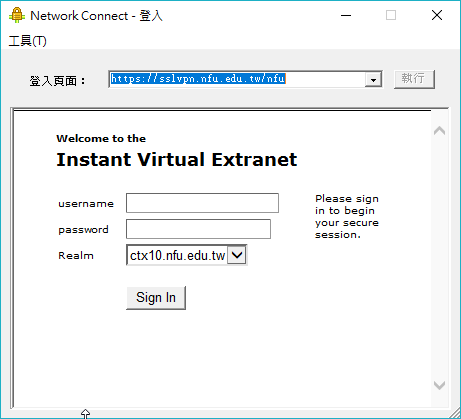 Network Connect - 登入
工具(T)
登入頁面：
https://sslvpn.nfu.edu.tw/nfu
執行
Welcome to the
Instant Virtual Extranet
username
password
Realm
ctx10.nfu.edu.tw
Sign In
Please sign
in to begin
your secure
session.